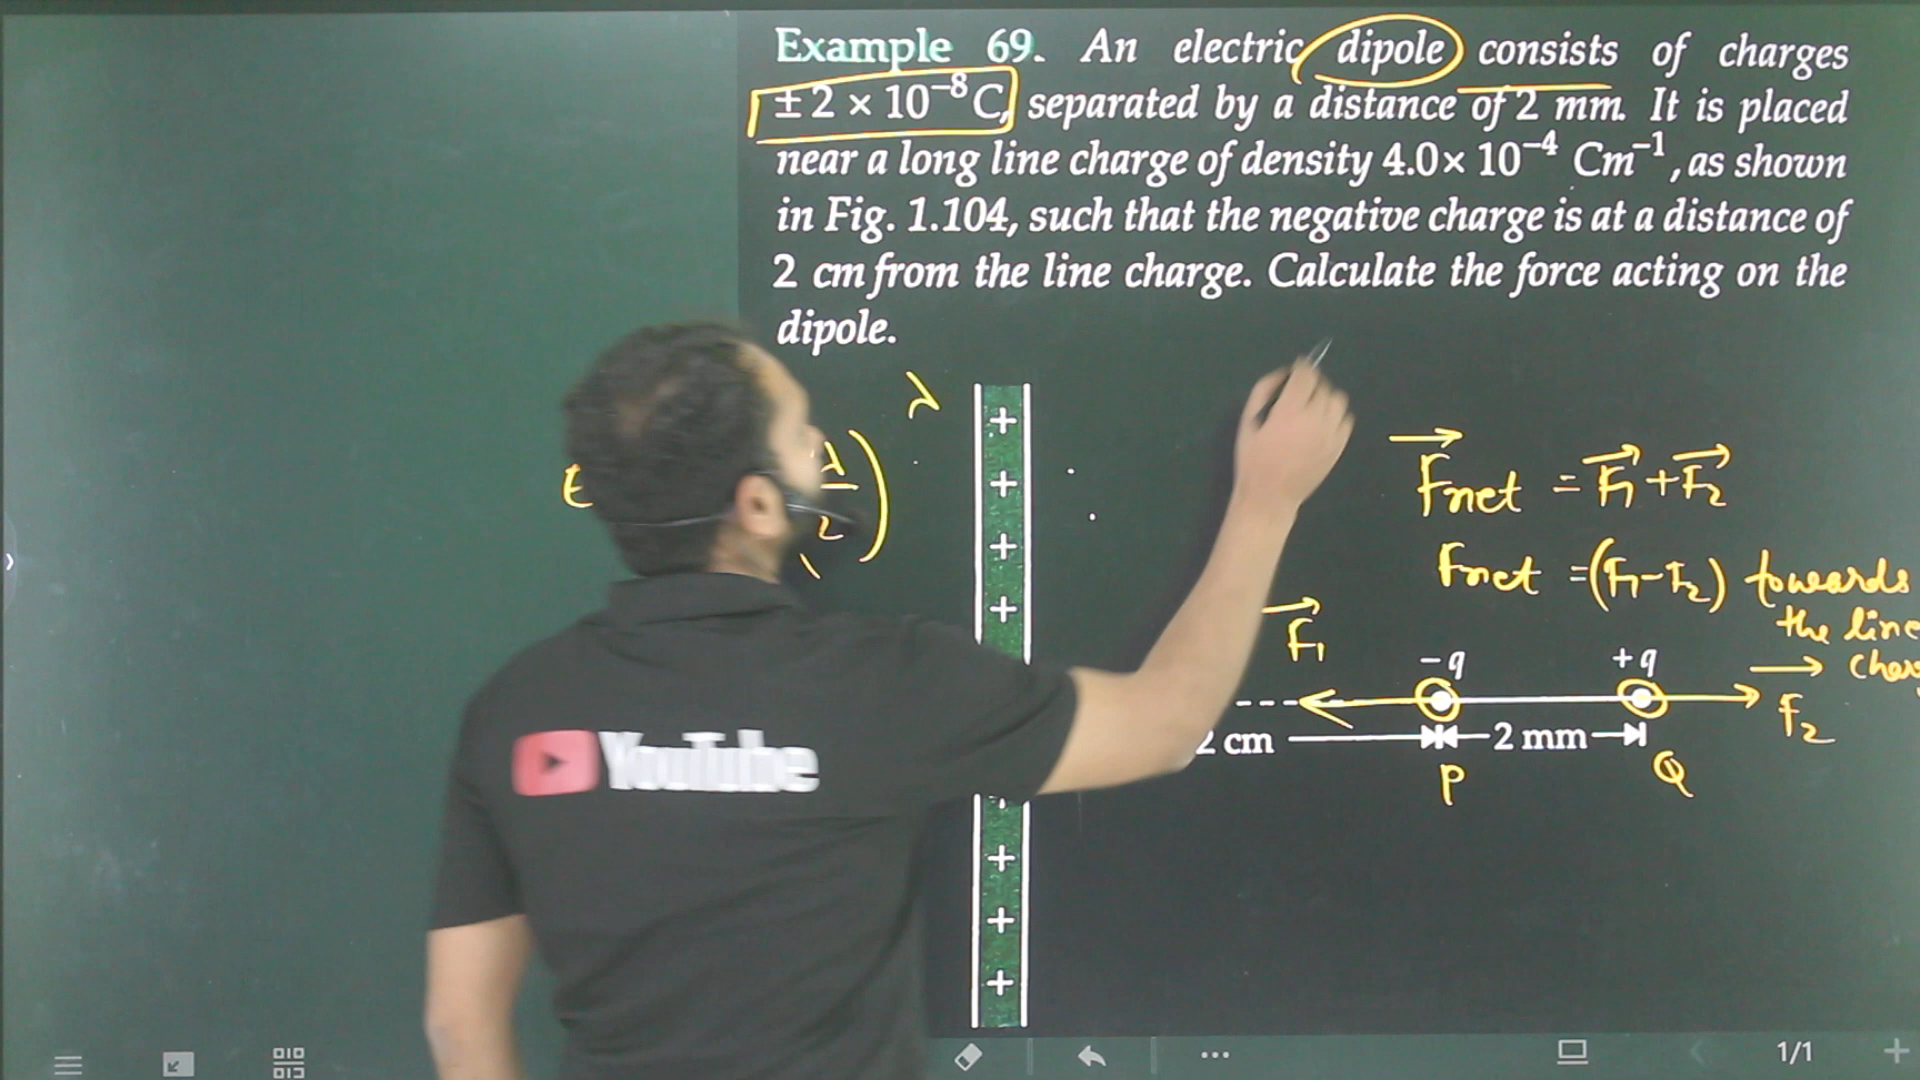 Example 69. An electric dipole consists of charges
± 2 × 10⁻⁸ C, separated by a distance of 2 mm. It is placed
near a long line charge of density 4.0× 10⁻⁴ Cm⁻¹, as shown
in Fig. 1.104, such that the negative charge is at a distance of
2 cm from the line charge. Calculate the force acting on the
dipole.
λ
+
+
+
+
+
+
+
F⃗net = F⃗₁ + F⃗₂
Fnet = (F₁ - F₂) towards
the line
F⃗₁
-q
+q
F⃗₂
2 cm
2 mm
P
Q
YouTube
1/1